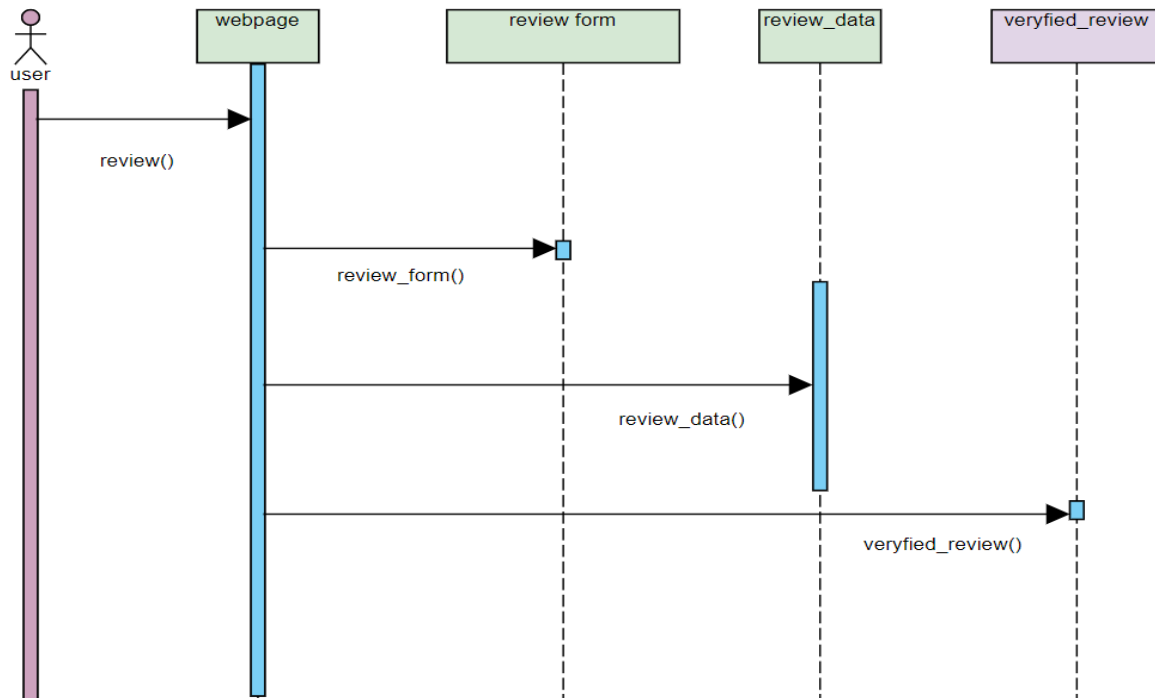 webpage
review form
review_data
veryfied_review
user
review()
review_form()
review_data()
veryfied_review()